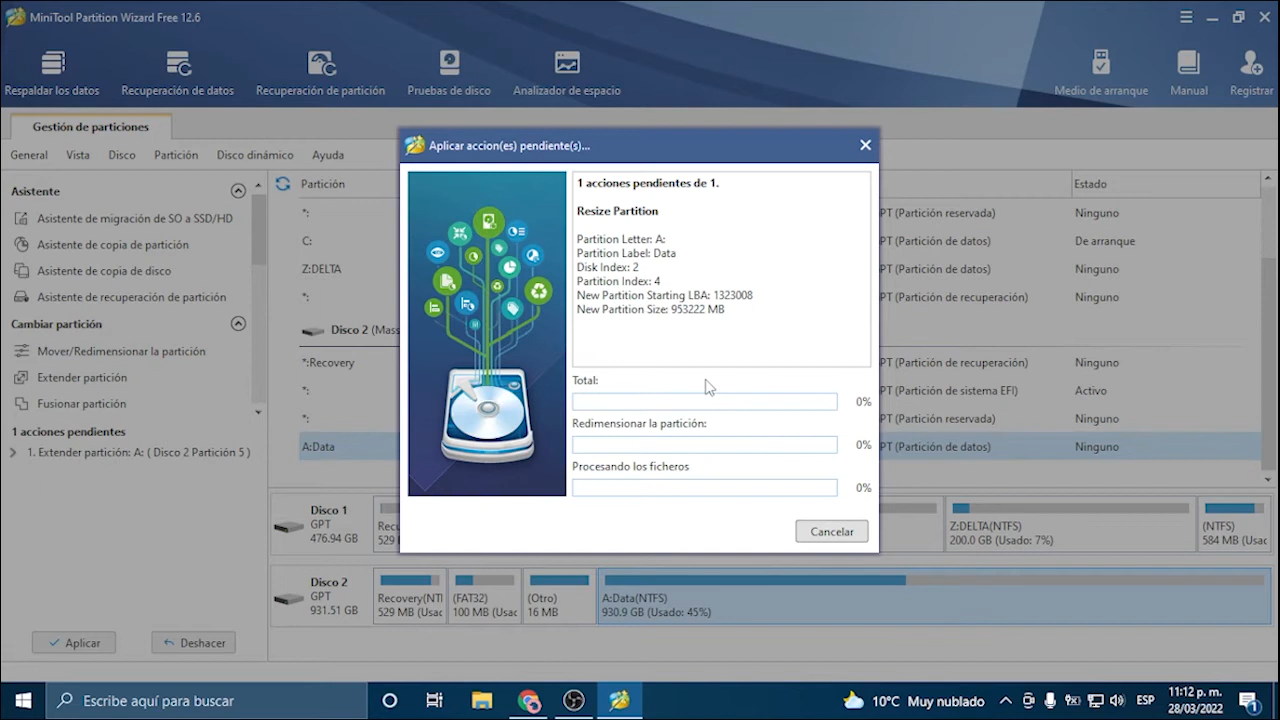 MiniTool Partition Wizard Free 12.6
Respaldar los datos
Recuperación de datos
Recuperación de partición
Pruebas de disco
Analizador de espacio
Medio de arranque
Manual
Registrar
Gestión de particiones
General
Vista
Disco
Partición
Disco dinámico
Ayuda
Asistente
Asistente de migración de SO a SSD/HD
Asistente de copia de partición
Asistente de copia de disco
Asistente de recuperación de partición
Cambiar partición
Mover/Redimensionar la partición
Extender partición
Fusionar partición
1 acciones pendientes
1. Extender partición: A: ( Disco 2 Partición 5 )
Aplicar
Deshacer
Partición
Estado
*:
PT (Partición reservada)
Ninguno
C:
PT (Partición de datos)
De arranque
Z:DELTA
PT (Partición de datos)
Ninguno
*:
PT (Partición de recuperación)
Ninguno
Disco 2 (Mas
*:Recovery
PT (Partición de recuperación)
Ninguno
*:
PT (Partición de sistema EFI)
Activo
*:
PT (Partición reservada)
Ninguno
A:Data
PT (Partición de datos)
Ninguno
Aplicar accion(es) pendiente(s)...
1 acciones pendientes de 1.
Resize Partition
Partition Letter: A:
Partition Label: Data
Disk Index: 2
Partition Index: 4
New Partition Starting LBA: 1323008
New Partition Size: 953222 MB
Total:
0%
Redimensionar la partición:
0%
Procesando los ficheros
0%
Cancelar
Disco 1
GPT
476.94 GB
Recu
529
Z:DELTA(NTFS)
200.0 GB (Usado: 7%)
(NTFS)
584 MB (Usac
Disco 2
GPT
931.51 GB
Recovery(NTI
529 MB (Usac
(FAT32)
100 MB (Usac
(Otro)
16 MB
A:Data(NTFS)
930.9 GB (Usado: 45%)
Escribe aquí para buscar
10°C Muy nublado
ESP
11:12 p. m.
28/03/2022
1